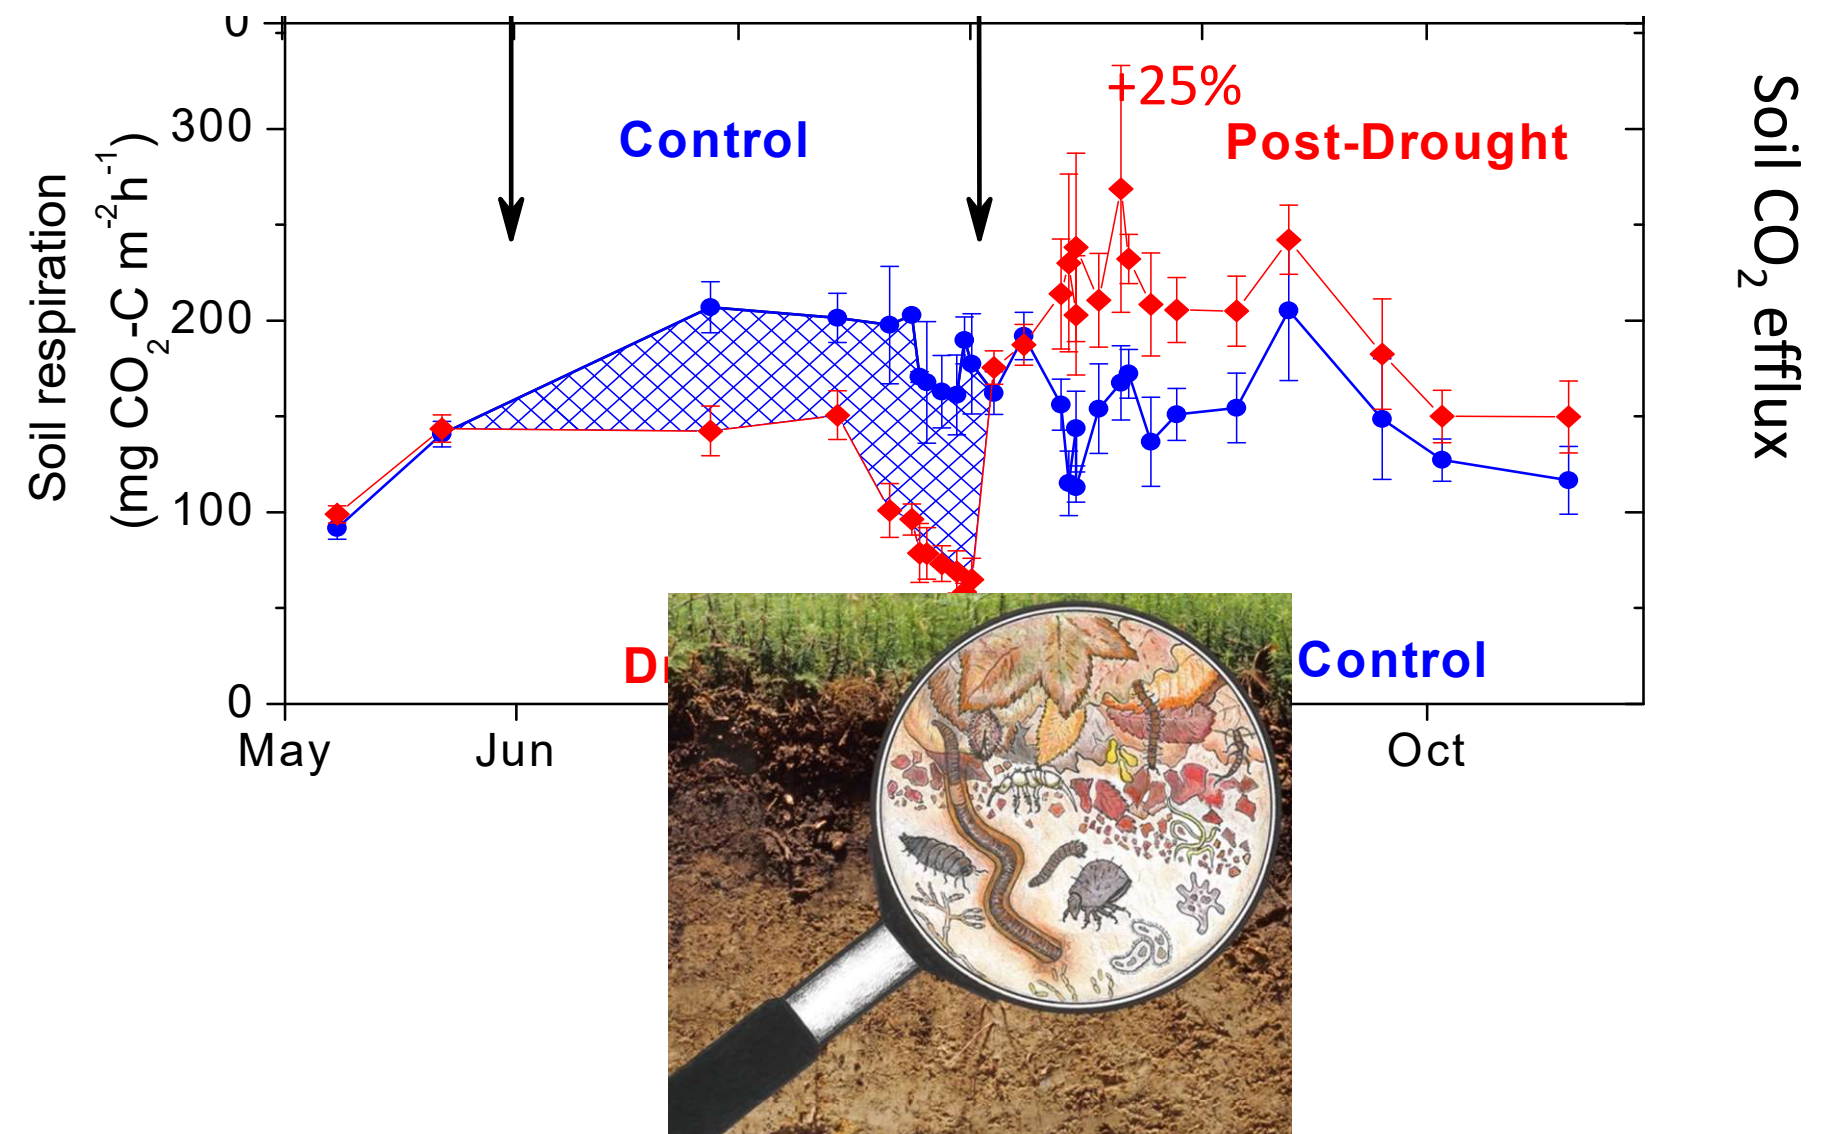 0
300
200
100
0
Soil respiration
(mg CO₂-C m⁻²h⁻¹)
Control
+25%
Post-Drought
Soil CO₂ efflux
Control
May Jun Oct